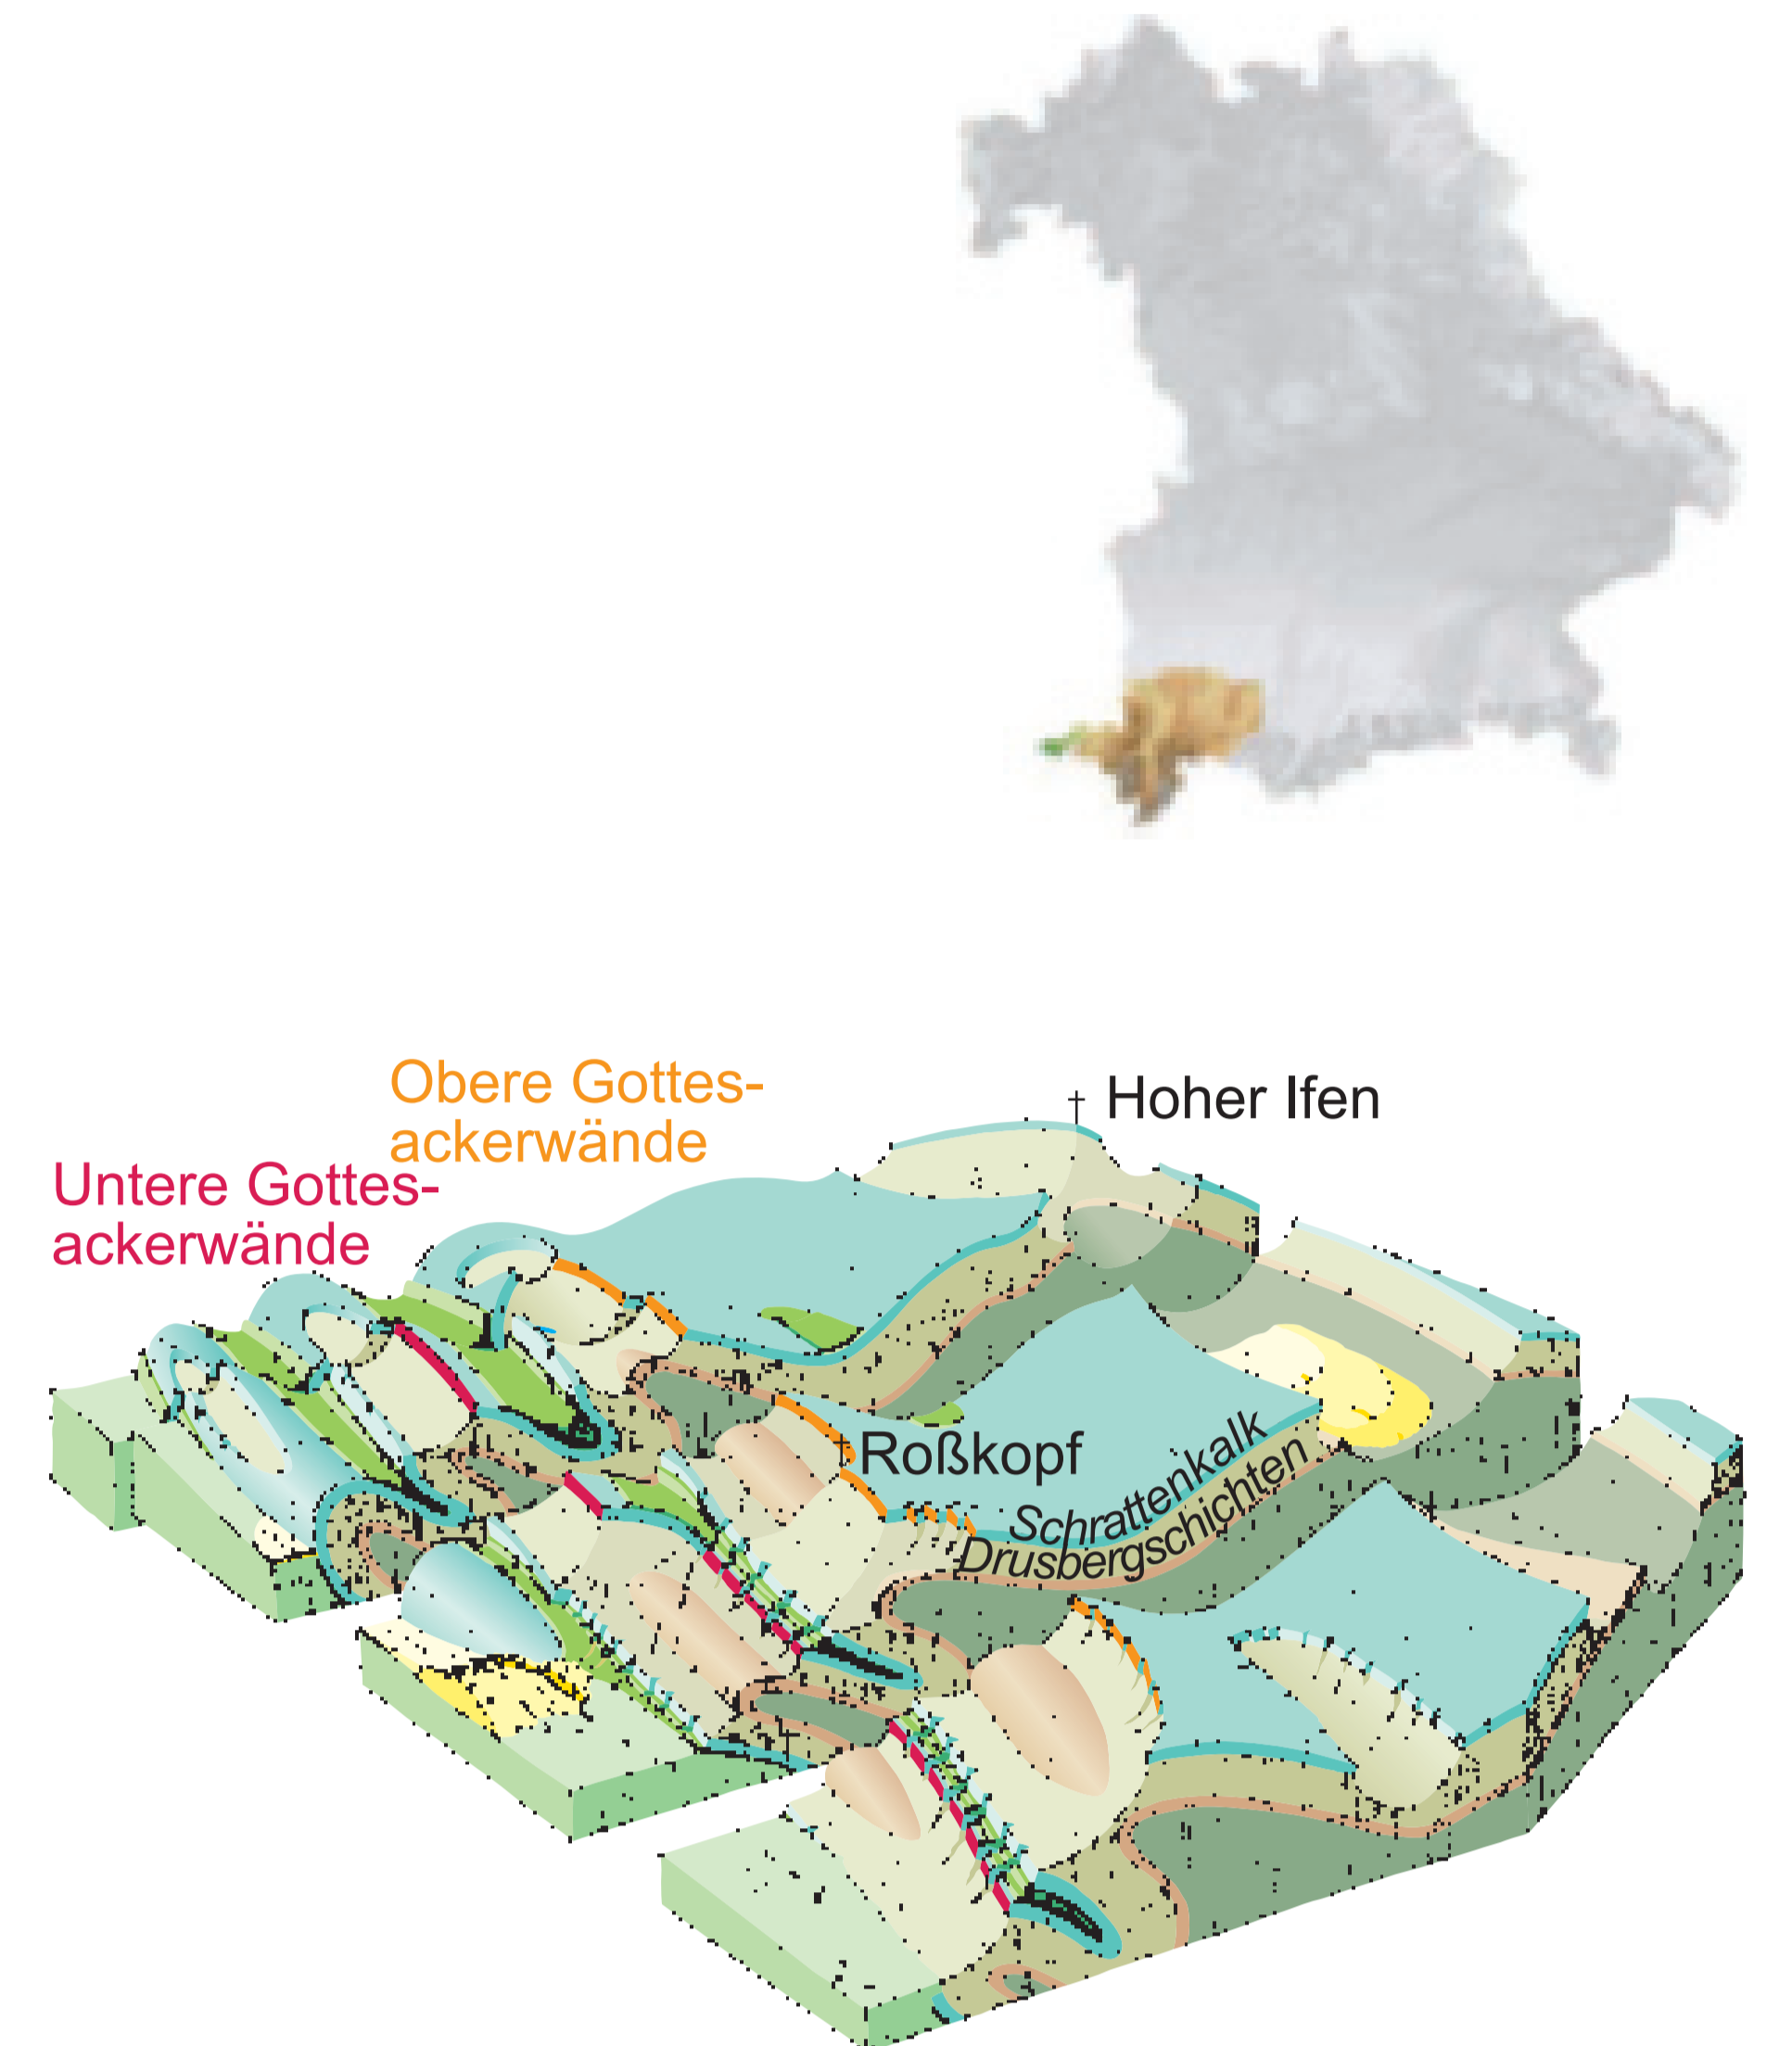 Obere Gottes-
ackerwände
Hoher Ifen
Untere Gottes-
ackerwände
Roßkopf
Schrattenkalk
Drusbergschichten